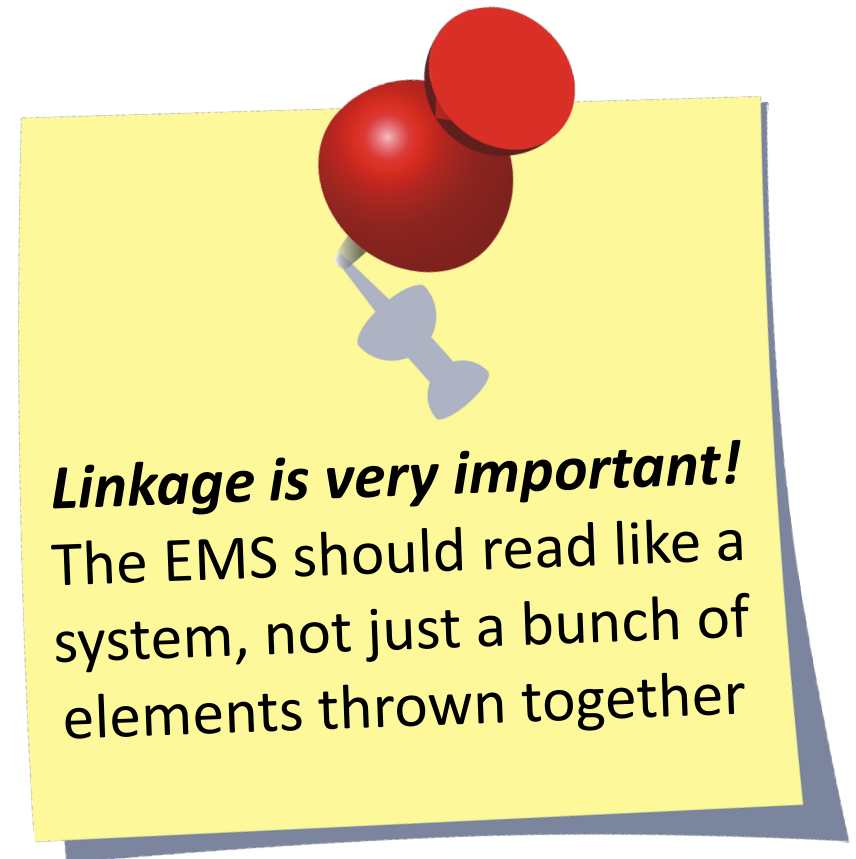 Linkage is very important!
The EMS should read like a
system, not just a bunch of
elements thrown together